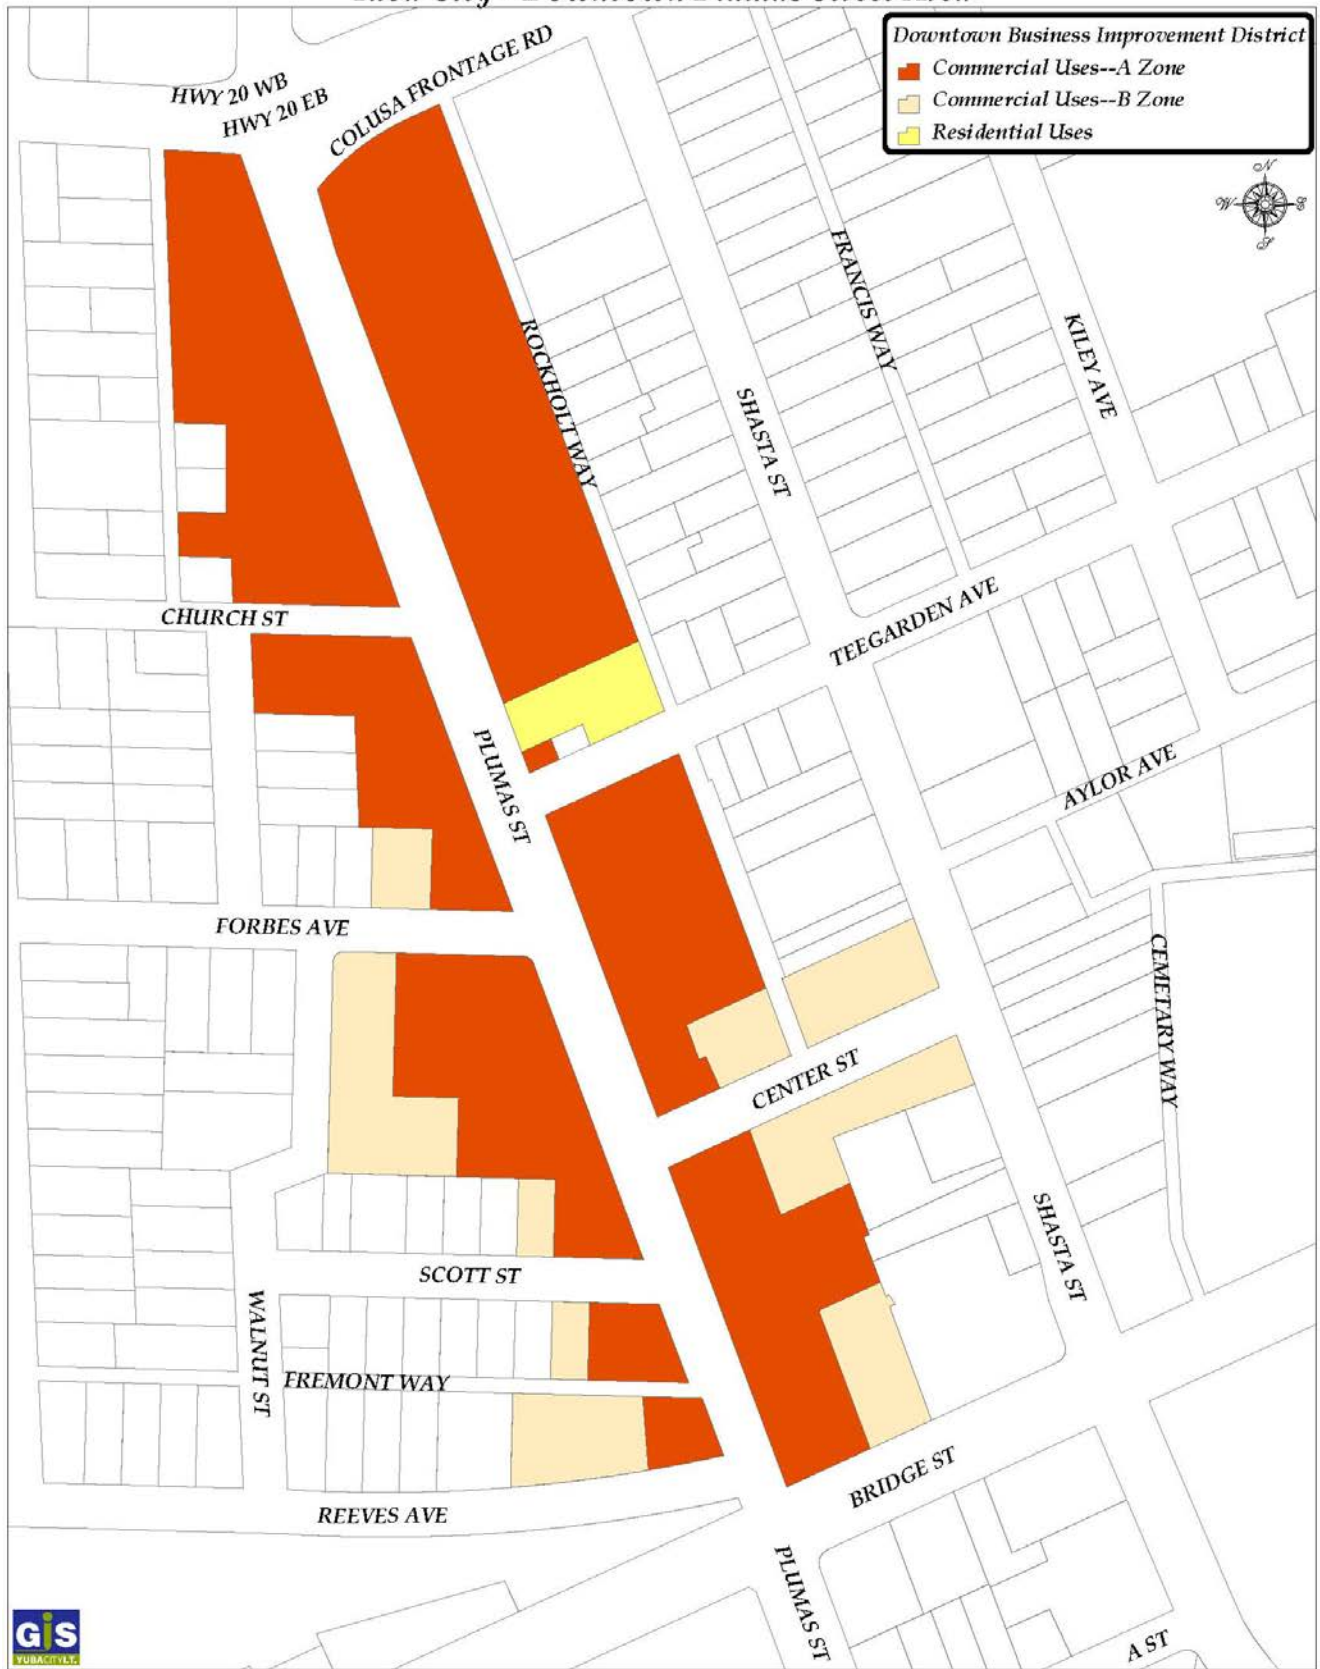 Downtown Business Improvement District
Commercial Uses--A Zone
Commercial Uses--B Zone
Residential Uses
N
W
E
S
HWY 20 WB
HWY 20 EB
COLUSA FRONTAGE RD
ROCKHOLT WAY
FRANCIS WAY
KILEY AVE
SHASTA ST
CHURCH ST
TEEGARDEN AVE
PLUMAS ST
AYLOR AVE
FORBES AVE
CEMETARY WAY
CENTER ST
SHASTA ST
SCOTT ST
WALNUT ST
FREMONT WAY
BRIDGE ST
REEVES AVE
PLUMAS ST
A ST
GiS
YUBACITY I.T.